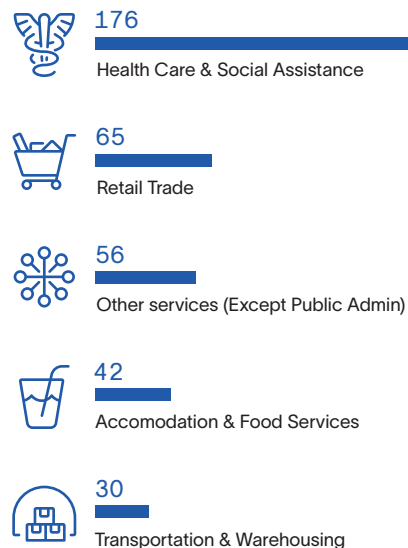 176
Health Care & Social Assistance
65
Retail Trade
56
Other services (Except Public Admin)
42
Accomodation & Food Services
30
Transportation & Warehousing